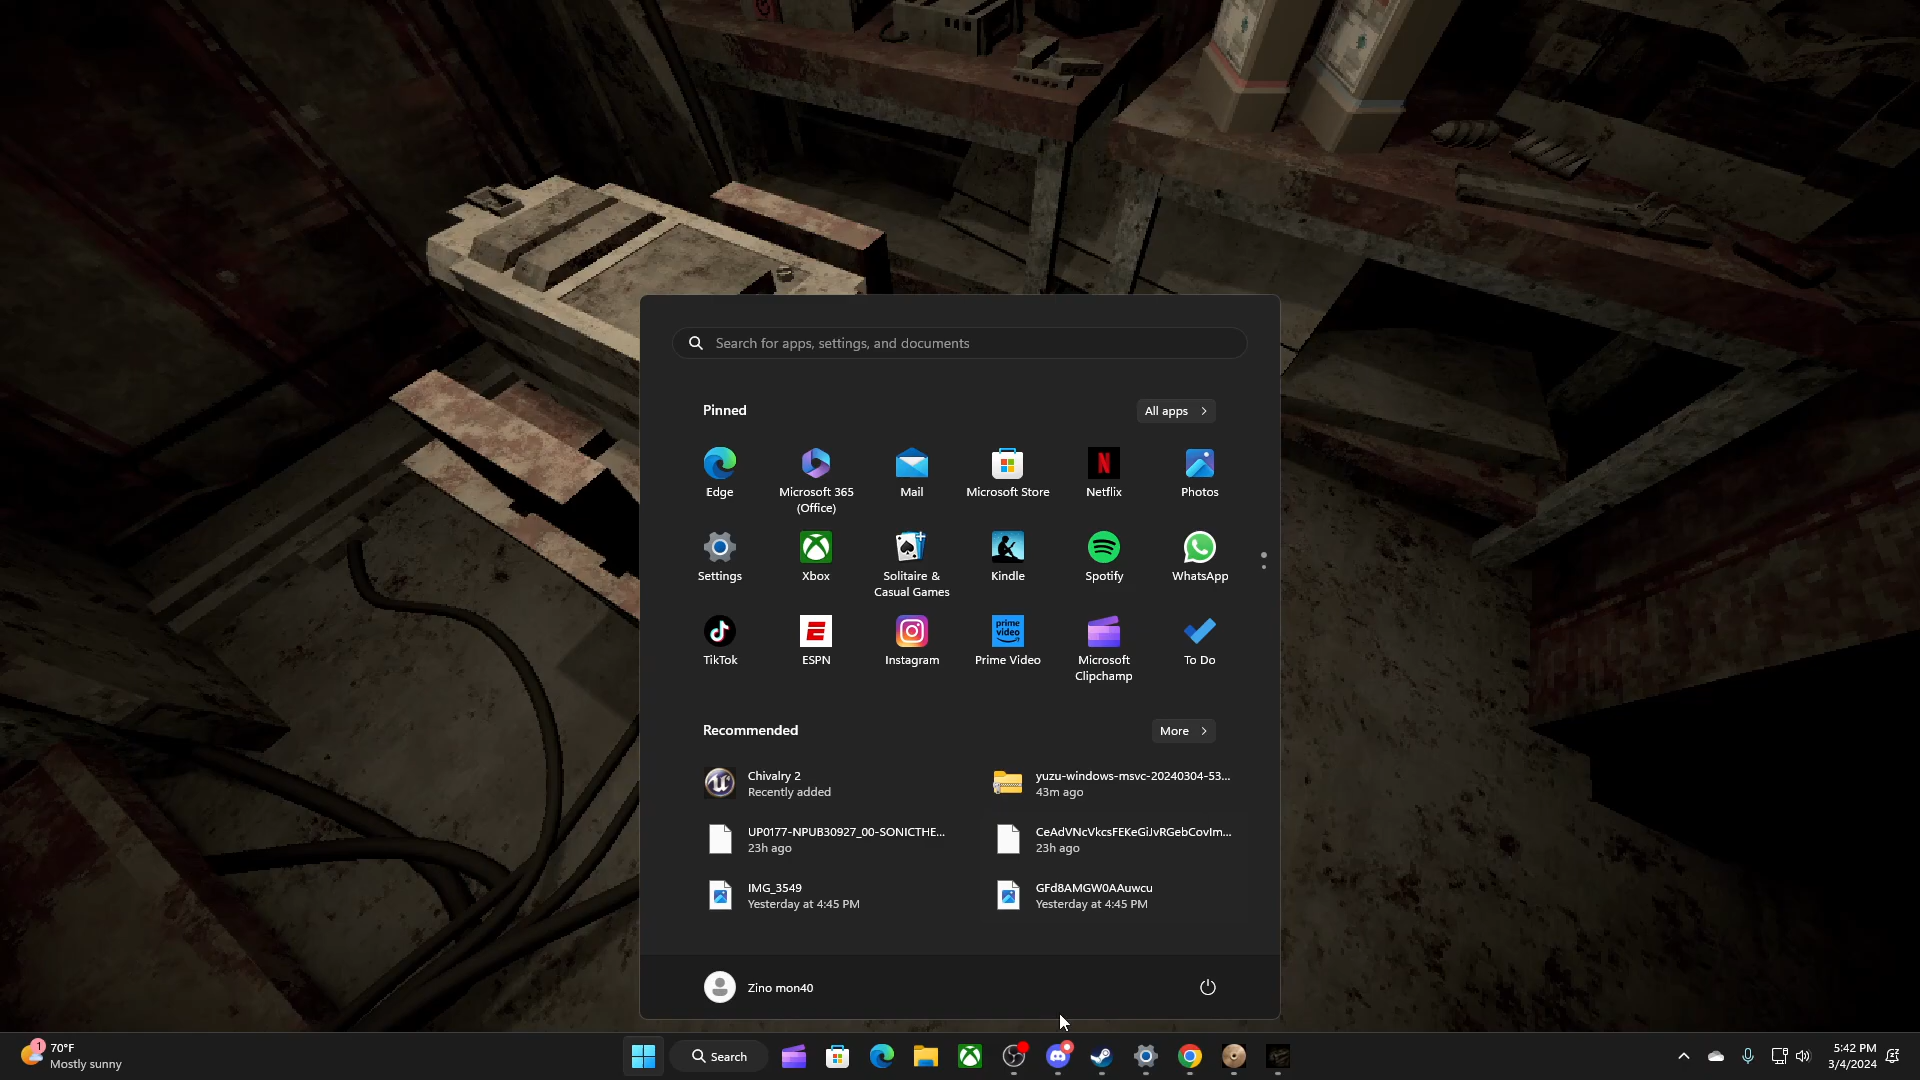 Search for apps, settings, and documents
Pinned
All apps
Edge
Microsoft 365
(Office)
Mail
Microsoft Store
Netflix
Photos
Settings
Xbox
Solitaire &
Casual Games
Kindle
Spotify
WhatsApp
TikTok
ESPN
Instagram
prime
video
Prime Video
Microsoft
Clipchamp
To Do
Recommended
More
Chivalry 2
Recently added
yuzu-windows-msvc-20240304-53...
43m ago
UP0177-NPUB30927_00-SONICTHE...
23h ago
CeAdVNcVkcsFEKeGiJvRGebCovIm...
23h ago
IMG_3549
Yesterday at 4:45 PM
GFd8AMGW0AAuwcu
Yesterday at 4:45 PM
Zino mon40
1
70°F
Mostly sunny
Search
5:42 PM
3/4/2024